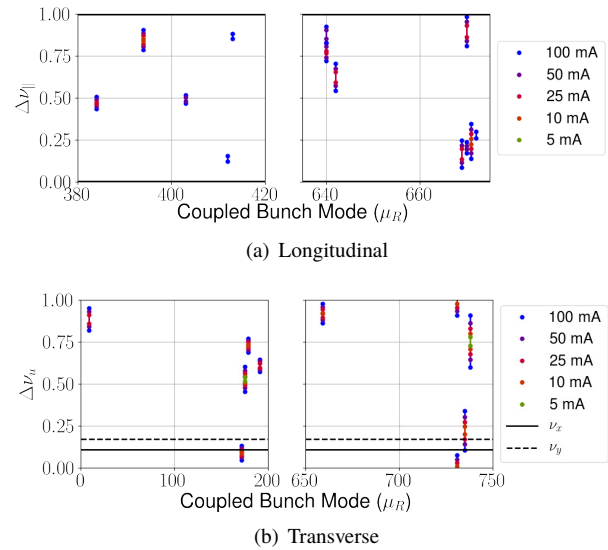 1.00
0.75
0.50
0.25
0.00
Δν∥
380
400
420
640
660
Coupled Bunch Mode (μR)
100 mA
50 mA
25 mA
10 mA
5 mA
(a) Longitudinal
1.00
0.75
0.50
0.25
0.00
Δνu
0
100
200
650
700
750
Coupled Bunch Mode (μR)
100 mA
50 mA
25 mA
10 mA
5 mA
νx
νy
(b) Transverse